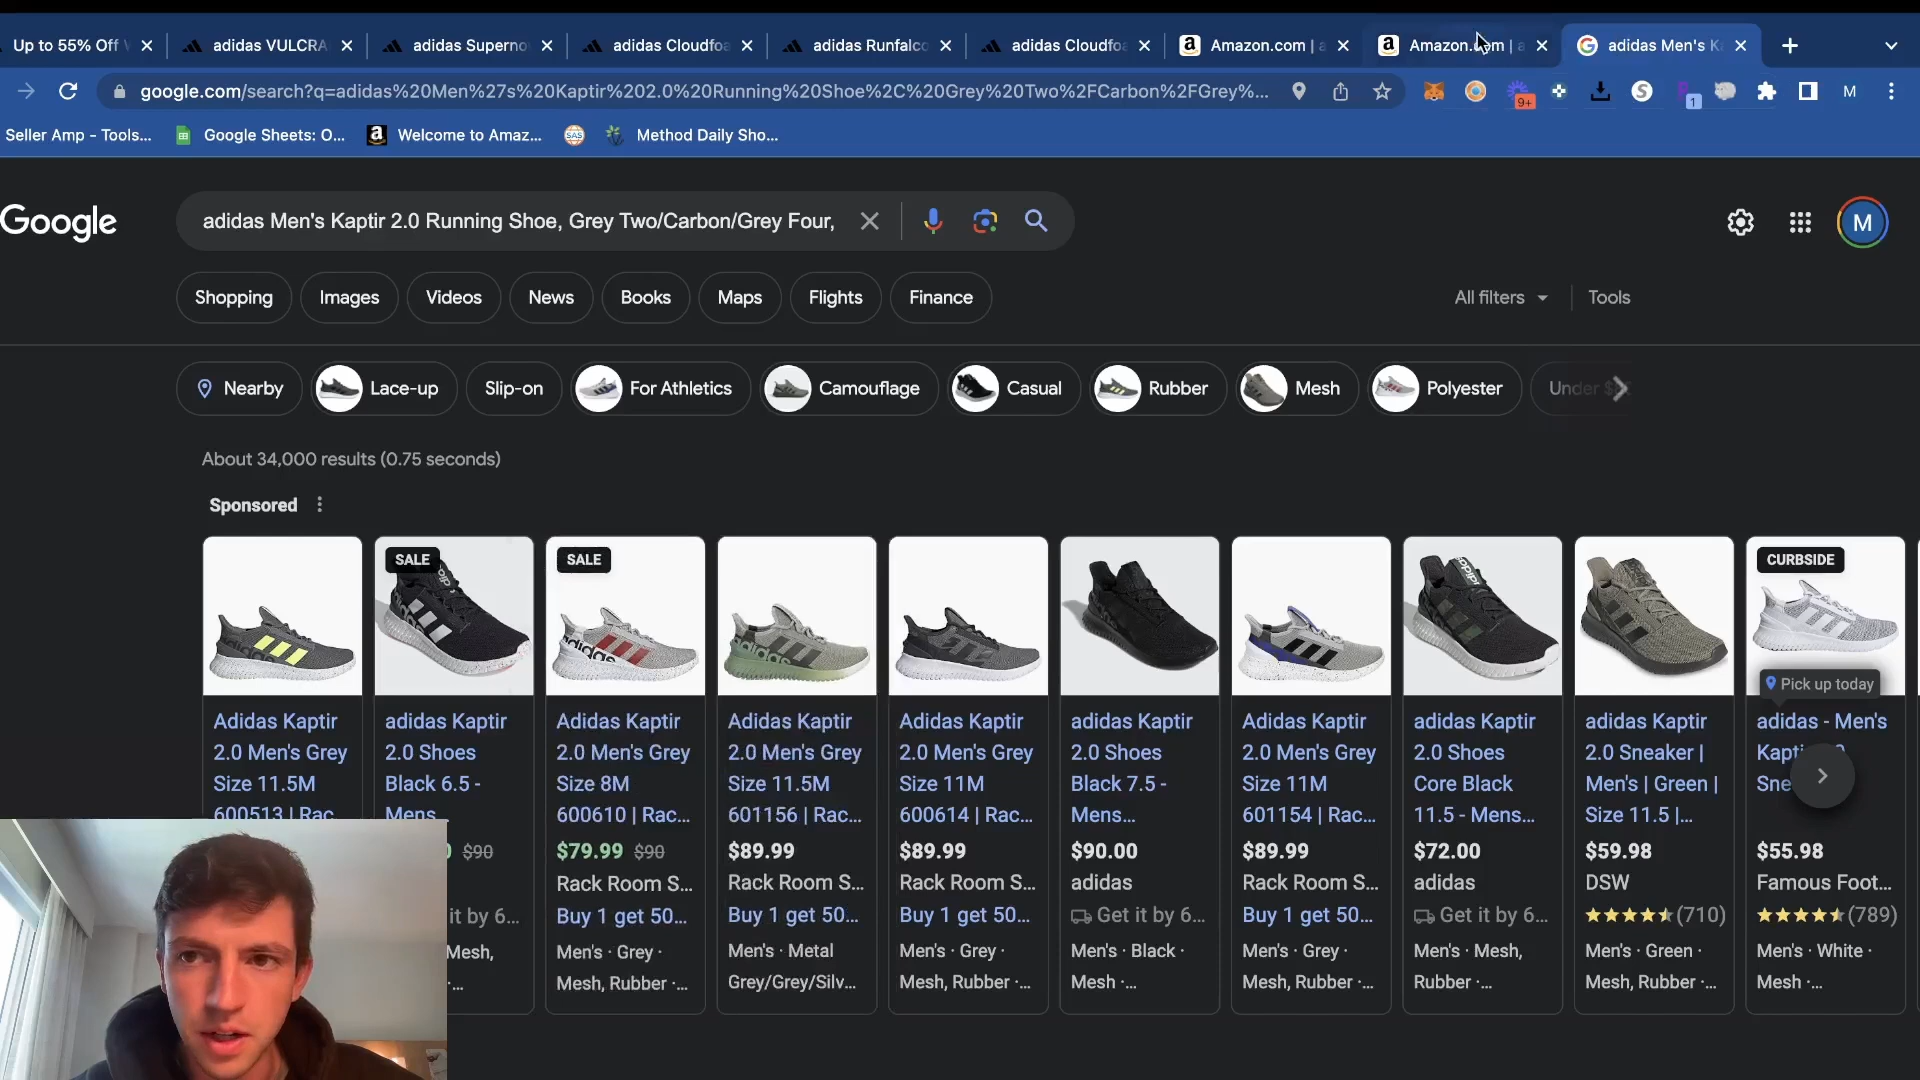 Up to 55% Off
adidas VULCRA
adidas Superno
adidas Cloudfoa
adidas Runfalco
adidas Cloudfoa
Amazon.com | a
Amazon.com | a
adidas Men's K
google.com/search?q=adidas%20Men%27s%20Kaptir%202.0%20Running%20Shoe%2C%20Grey%20Two%2FCarbon%2FGrey%...
9+
1
M
Seller Amp - Tools...
Google Sheets: O...
Welcome to Amaz...
SAS
Method Daily Sho...
Google
adidas Men's Kaptir 2.0 Running Shoe, Grey Two/Carbon/Grey Four,
M
Shopping
Images
Videos
News
Books
Maps
Flights
Finance
All filters
Tools
Nearby
Lace-up
Slip-on
For Athletics
Camouflage
Casual
Rubber
Mesh
Polyester
Under
About 34,000 results (0.75 seconds)
Sponsored
Adidas Kaptir
2.0 Men's Grey
Size 11.5M
600513 | Rac...
SALE
adidas Kaptir
2.0 Shoes
Black 6.5 -
Mens...
$90
it by 6...
Mesh,
SALE
Adidas Kaptir
2.0 Men's Grey
Size 8M
600610 | Rac...
$79.99 $90
Rack Room S...
Buy 1 get 50...
Men's · Grey ·
Mesh, Rubber ·...
Adidas Kaptir
2.0 Men's Grey
Size 11.5M
601156 | Rac...
$89.99
Rack Room S...
Buy 1 get 50...
Men's · Metal
Grey/Grey/Silv...
Adidas Kaptir
2.0 Men's Grey
Size 11M
600614 | Rac...
$89.99
Rack Room S...
Buy 1 get 50...
Men's · Grey ·
Mesh, Rubber ·...
adidas Kaptir
2.0 Shoes
Black 7.5 -
Mens...
$90.00
adidas
Get it by 6...
Men's · Black ·
Mesh ·...
Adidas Kaptir
2.0 Men's Grey
Size 11M
601154 | Rac...
$89.99
Rack Room S...
Buy 1 get 50...
Men's · Grey ·
Mesh, Rubber ·...
adidas Kaptir
2.0 Shoes
Core Black
11.5 - Mens...
$72.00
adidas
Get it by 6...
Men's · Mesh,
Rubber ·...
adidas Kaptir
2.0 Sneaker |
Men's | Green |
Size 11.5 |...
$59.98
DSW
(710)
Men's · Green ·
Mesh, Rubber ·...
CURBSIDE
Pick up today
adidas - Men's
$55.98
Famous Foot...
(789)
Men's · White ·
Mesh ·...